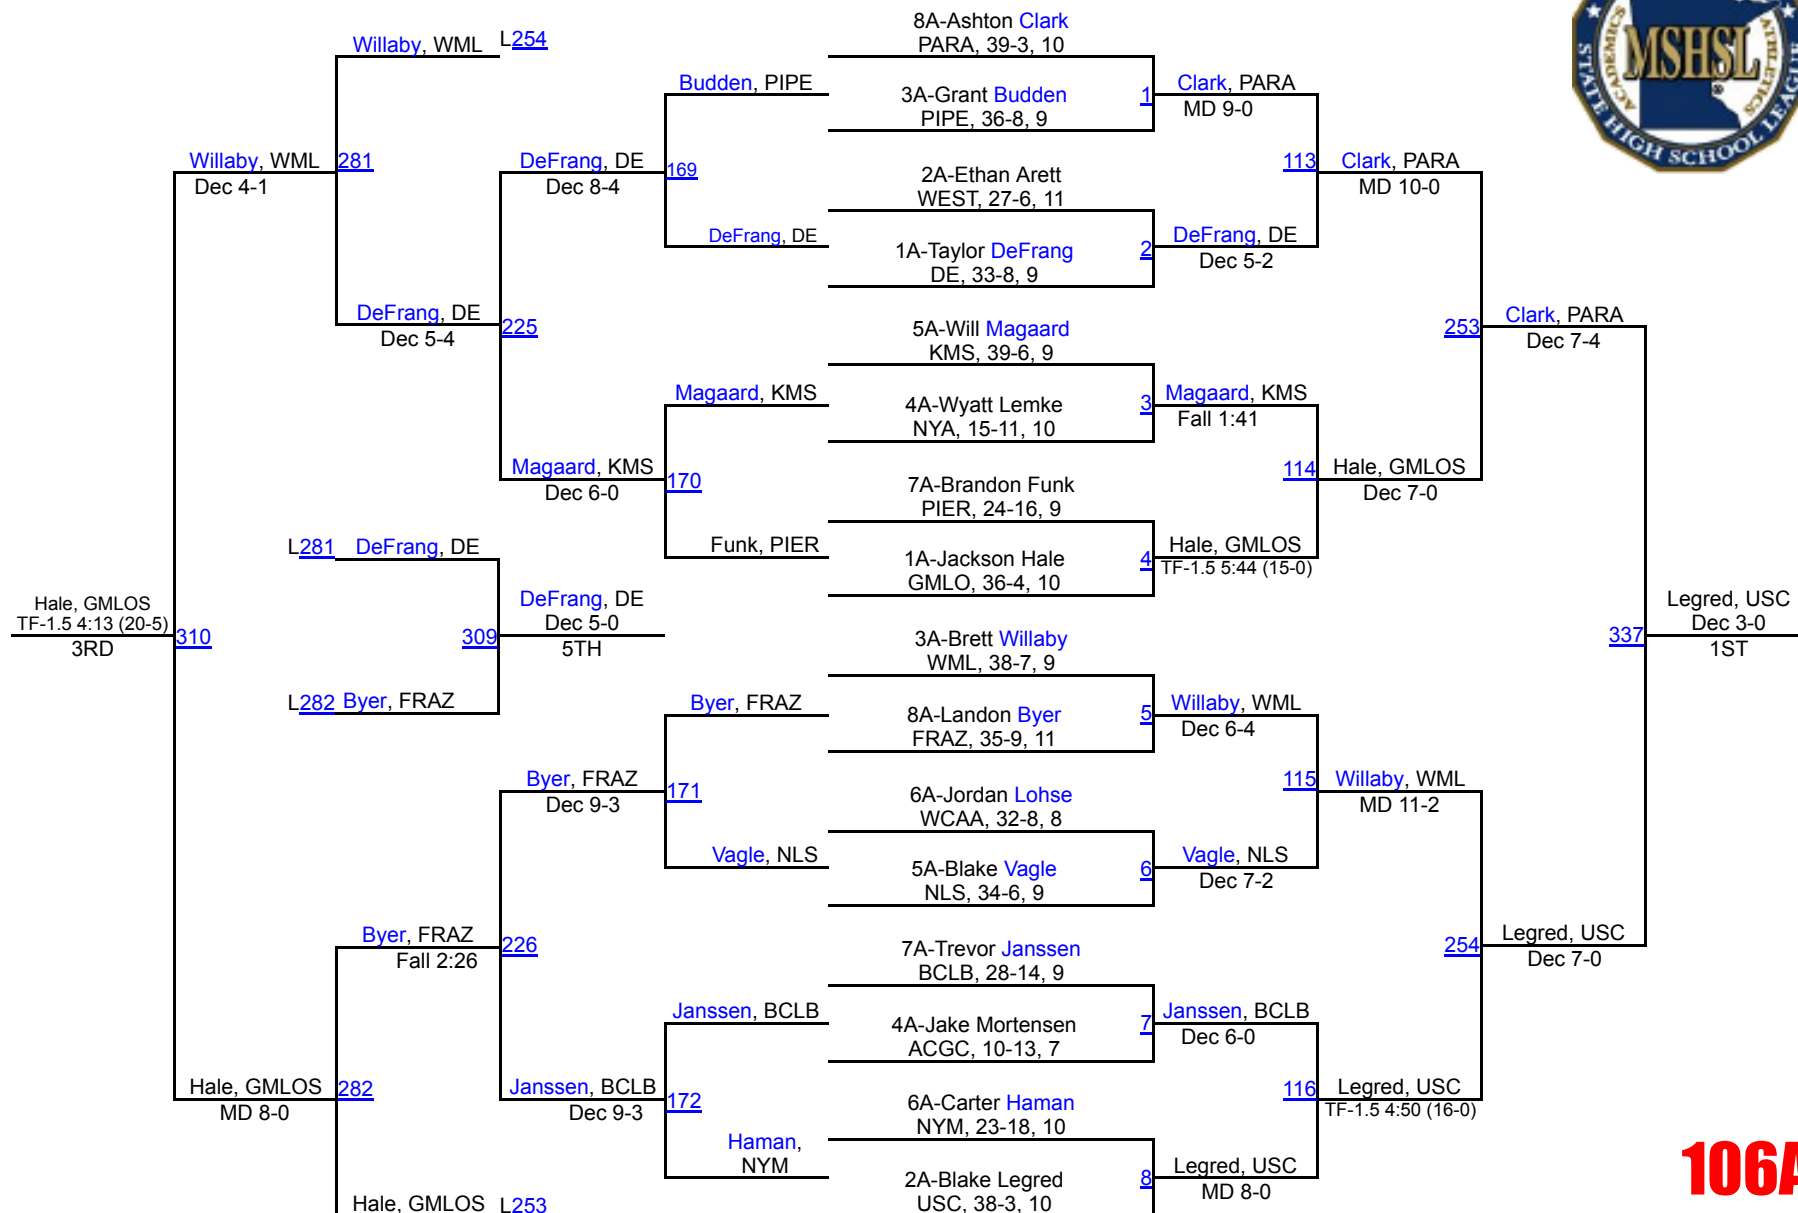 8A-Ashton Clark
PARA, 39-3, 10
3A-Grant Budden
PIPE, 36-8, 9
2A-Ethan Arett
WEST, 27-6, 11
1A-Taylor DeFrang
DE, 33-8, 9
5A-Will Magaard
KMS, 39-6, 9
4A-Wyatt Lemke
NYA, 15-11, 10
7A-Brandon Funk
PIER, 24-16, 9
1A-Jackson Hale
GMLO, 36-4, 10
3A-Brett Willaby
WML, 38-7, 9
8A-Landon Byer
FRAZ, 35-9, 11
6A-Jordan Lohse
WCAA, 32-8, 8
5A-Blake Vagle
NLS, 34-6, 9
7A-Trevor Janssen
BCLB, 28-14, 9
4A-Jake Mortensen
ACGC, 10-13, 7
6A-Carter Haman
NYM, 23-18, 10
2A-Blake Legred
USC, 38-3, 10
1
Clark, PARA
MD 9-0
2
DeFrang, DE
Dec 5-2
3
Magaard, KMS
Fall 1:41
4
Hale, GMLOS
TF-1.5 5:44 (15-0)
5
Willaby, WML
Dec 6-4
6
Vagle, NLS
Dec 7-2
7
Janssen, BCLB
Dec 6-0
8
Legred, USC
MD 8-0
113
Clark, PARA
MD 10-0
114
Hale, GMLOS
Dec 7-0
115
Willaby, WML
MD 11-2
116
Legred, USC
TF-1.5 4:50 (16-0)
253
Clark, PARA
Dec 7-4
254
Legred, USC
Dec 7-0
337
Legred, USC
Dec 3-0
1ST
Budden, PIPE
169
DeFrang, DE
Magaard, KMS
170
Funk, PIER
Byer, FRAZ
171
Vagle, NLS
Janssen, BCLB
172
Haman,
NYM
DeFrang, DE
Dec 8-4
225
Magaard, KMS
Dec 6-0
Byer, FRAZ
Dec 9-3
226
Janssen, BCLB
Dec 9-3
Willaby, WML L254
281
DeFrang, DE
Dec 5-4
Byer, FRAZ
Fall 2:26
282
Hale, GMLOS L253
Willaby, WML
Dec 4-1
Hale, GMLOS
MD 8-0
L281 DeFrang, DE
309
L282 Byer, FRAZ
DeFrang, DE
Dec 5-0
5TH
Hale, GMLOS
TF-1.5 4:13 (20-5)
310
3RD
MSHSL
ACADEMICS
ATHLETICS
STATE HIGH SCHOOL LEAGUE
106A